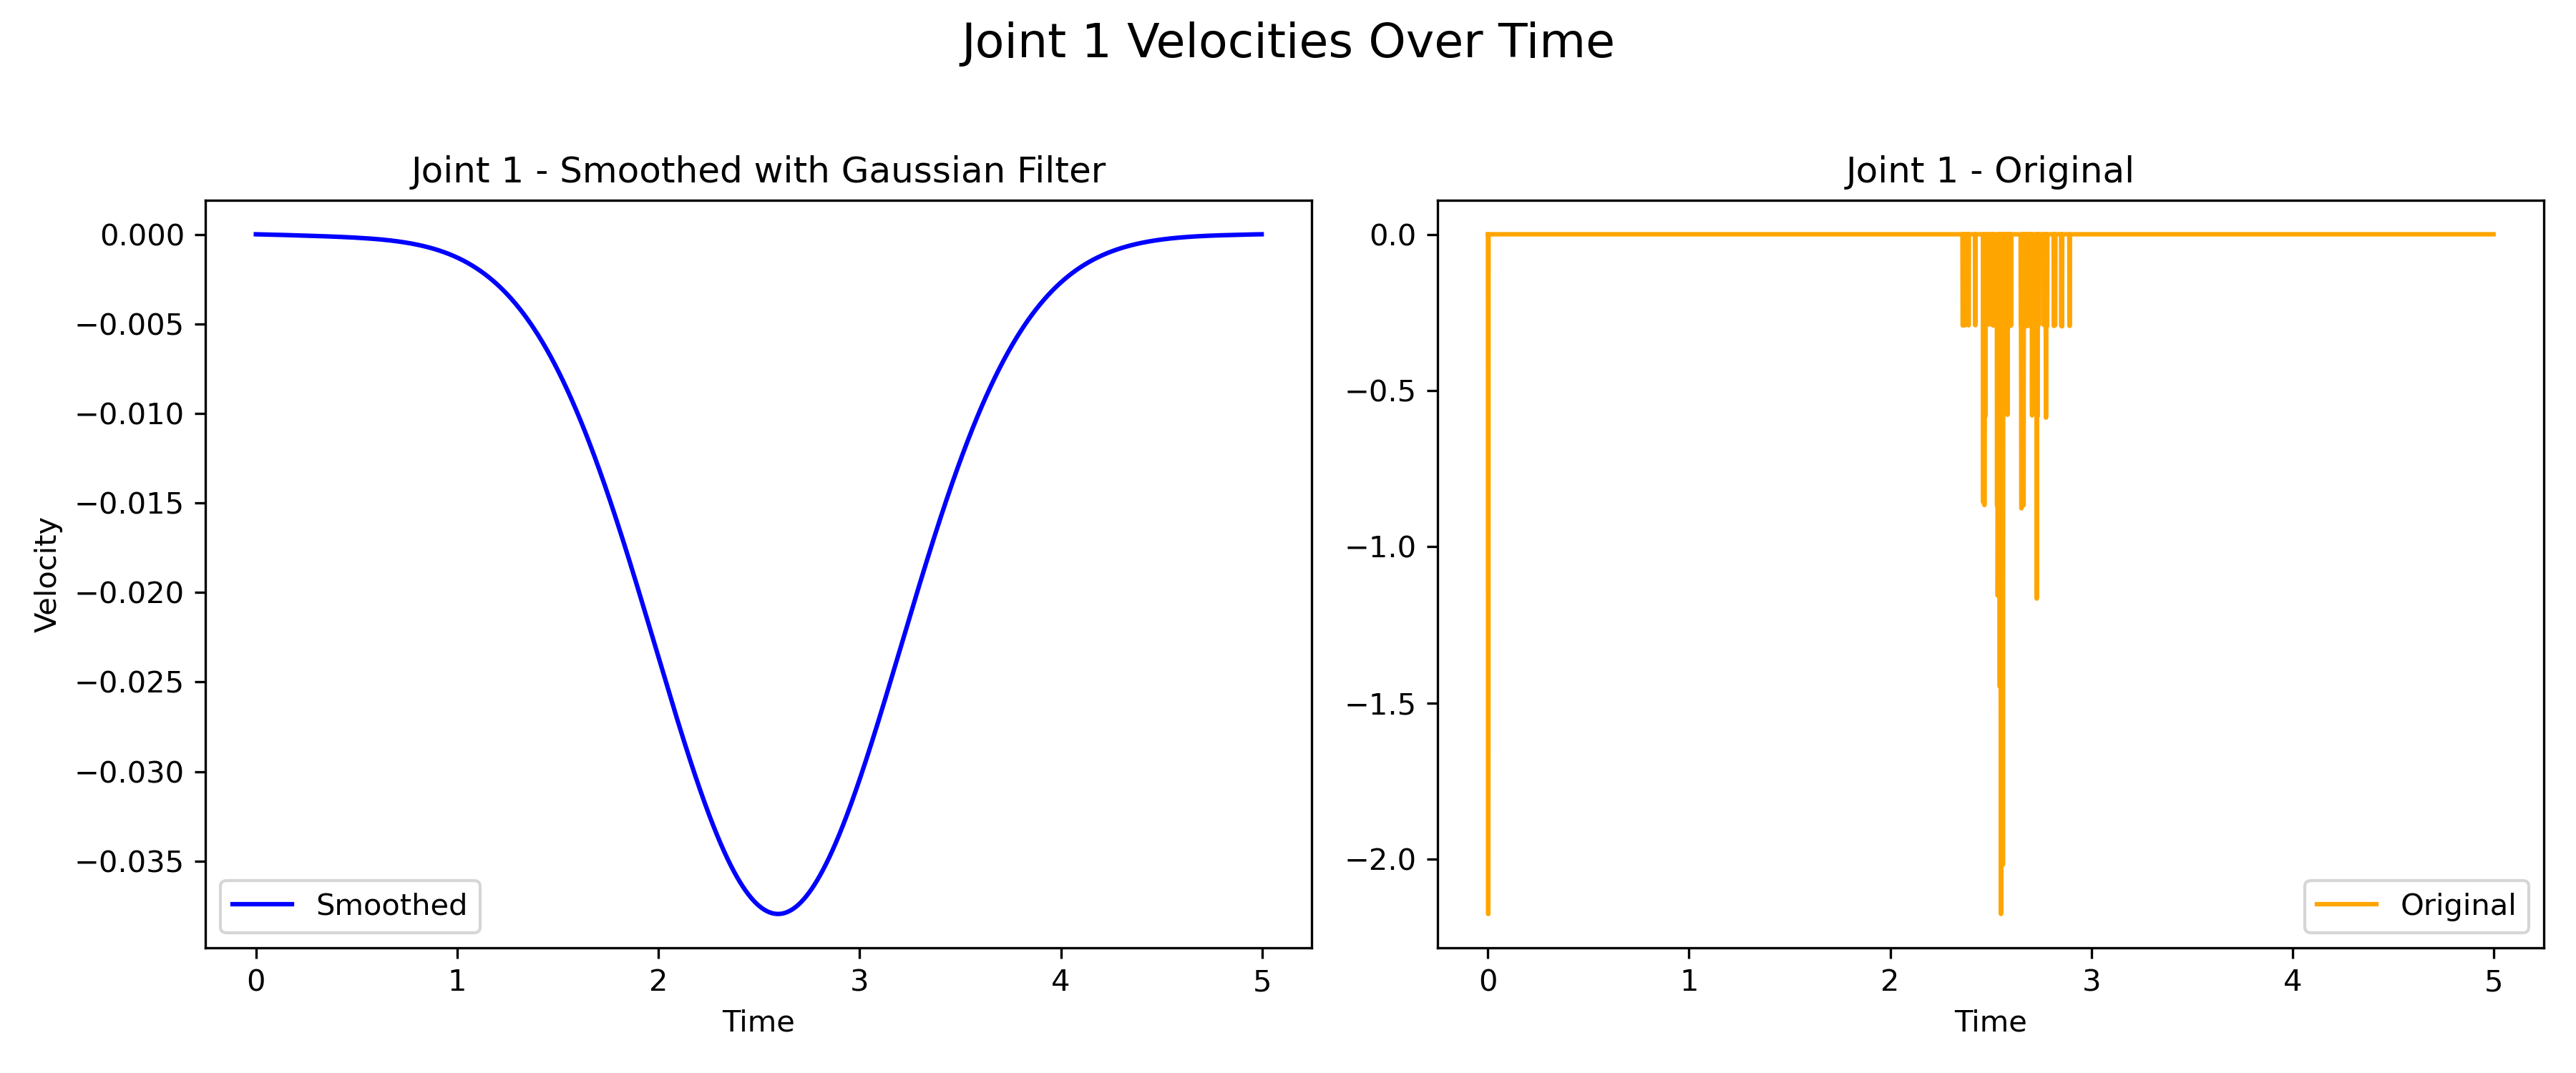 Joint 1 Velocities Over Time
Joint 1 - Smoothed with Gaussian Filter
0.000
−0.005
−0.010
−0.015
−0.020
−0.025
−0.030
−0.035
Velocity
Smoothed
0 1 2 3 4 5
Time
Joint 1 - Original
0.0
−0.5
−1.0
−1.5
−2.0
Original
0 1 2 3 4 5
Time